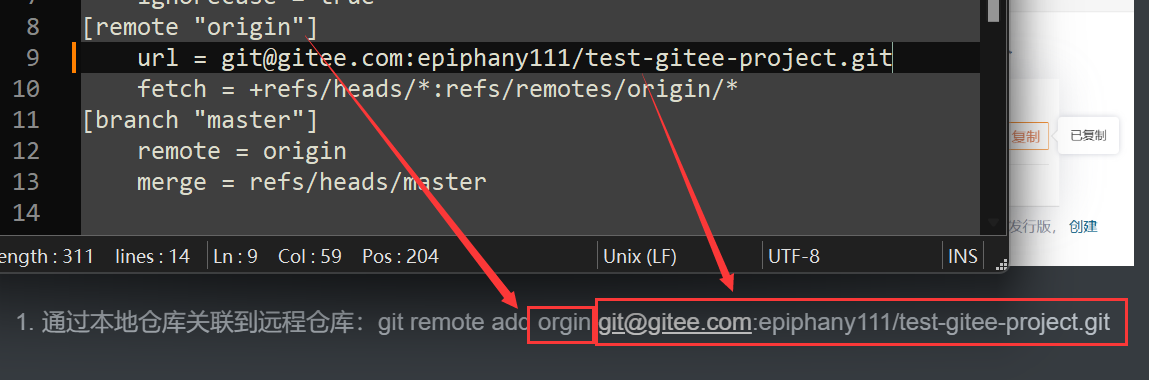 7 ignorecase = true
8 [remote "origin"]
9 url = git@gitee.com:epiphany111/test-gitee-project.git
10 fetch = +refs/heads/*:refs/remotes/origin/*
11 [branch "master"]
12 remote = origin
13 merge = refs/heads/master
14
复制
已复制
发行版， 创建
ength : 311 lines : 14 Ln : 9 Col : 59 Pos : 204 Unix (LF) UTF-8 INS
1. 通过本地仓库关联到远程仓库：git remote add orgin git@gitee.com:epiphany111/test-gitee-project.git